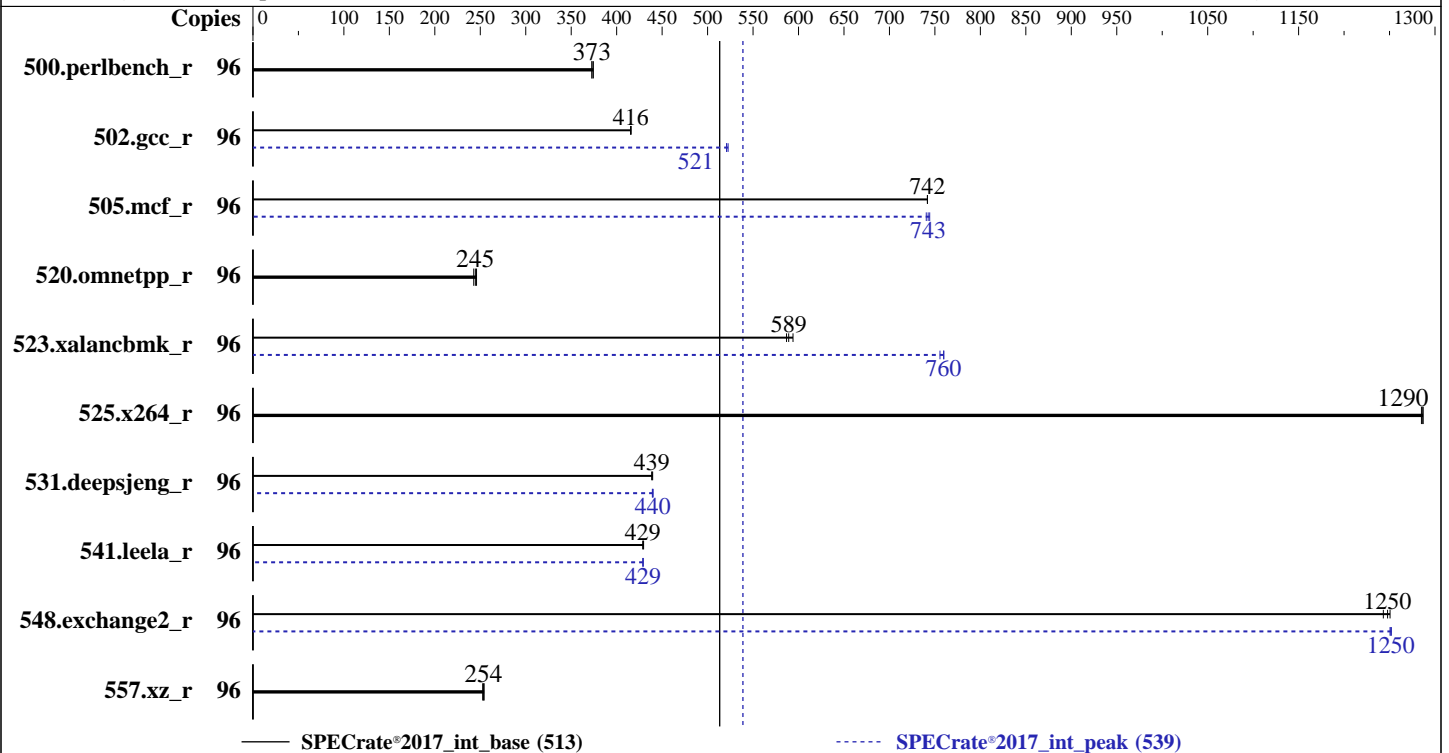 Copies 0 100 150 200 250 300 350 400 450 500 550 600 650 700 750 800 850 900 950 1050 1150 1300
500.perlbench_r 96 373
502.gcc_r 96 416
521
505.mcf_r 96 742
743
520.omnetpp_r 96 245
523.xalancbmk_r 96 589
760
525.x264_r 96 1290
531.deepsjeng_r 96 439
440
541.leela_r 96 429
429
548.exchange2_r 96 1250
1250
557.xz_r 96 254
SPECrate®2017_int_base (513) SPECrate®2017_int_peak (539)